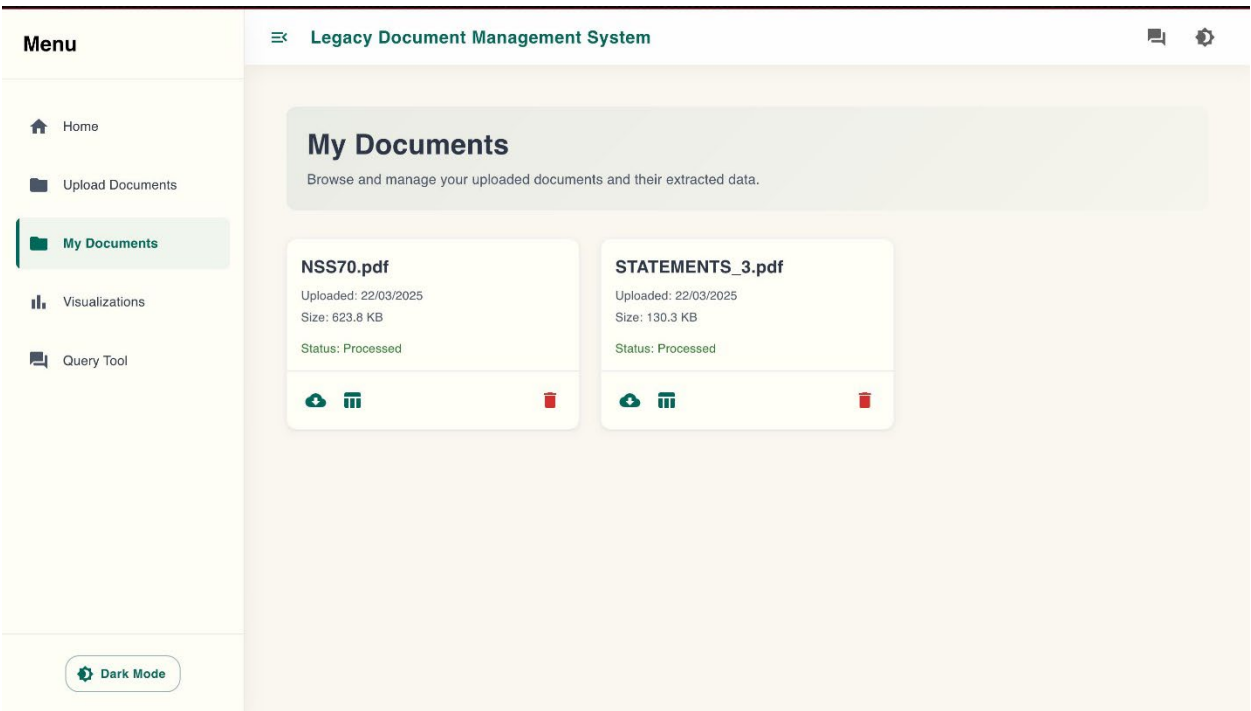 Menu
Legacy Document Management System
Home
Upload Documents
My Documents
Visualizations
Query Tool
Dark Mode
My Documents
Browse and manage your uploaded documents and their extracted data.
NSS70.pdf
Uploaded: 22/03/2025
Size: 623.8 KB
Status: Processed
STATEMENTS_3.pdf
Uploaded: 22/03/2025
Size: 130.3 KB
Status: Processed